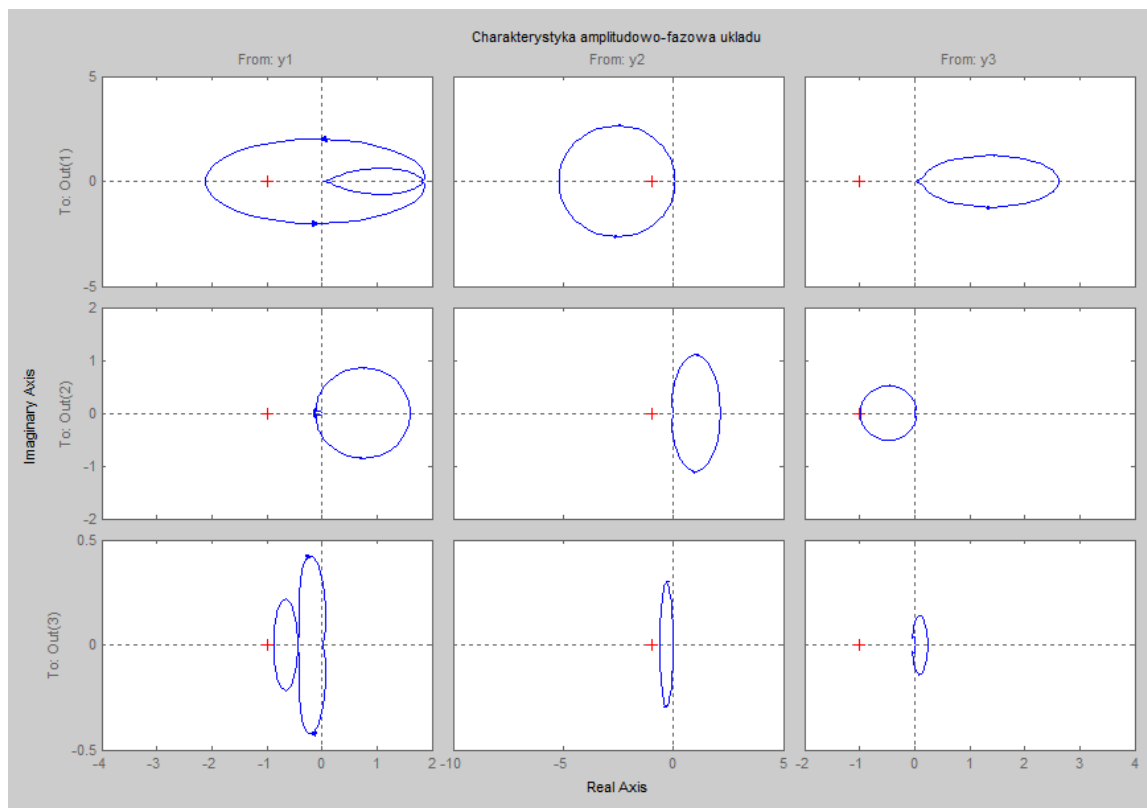 Charakterystyka amplitudowo-fazowa ukladu
From: y1
From: y2
From: y3
To: Out(1)
5
0
-5
Imaginary Axis
To: Out(2)
2
1
0
-1
-2
To: Out(3)
0.5
0
-0.5
-4 -3 -2 -1 0 1 2
-10 -5 0 5
-2 -1 0 1 2 3 4
Real Axis